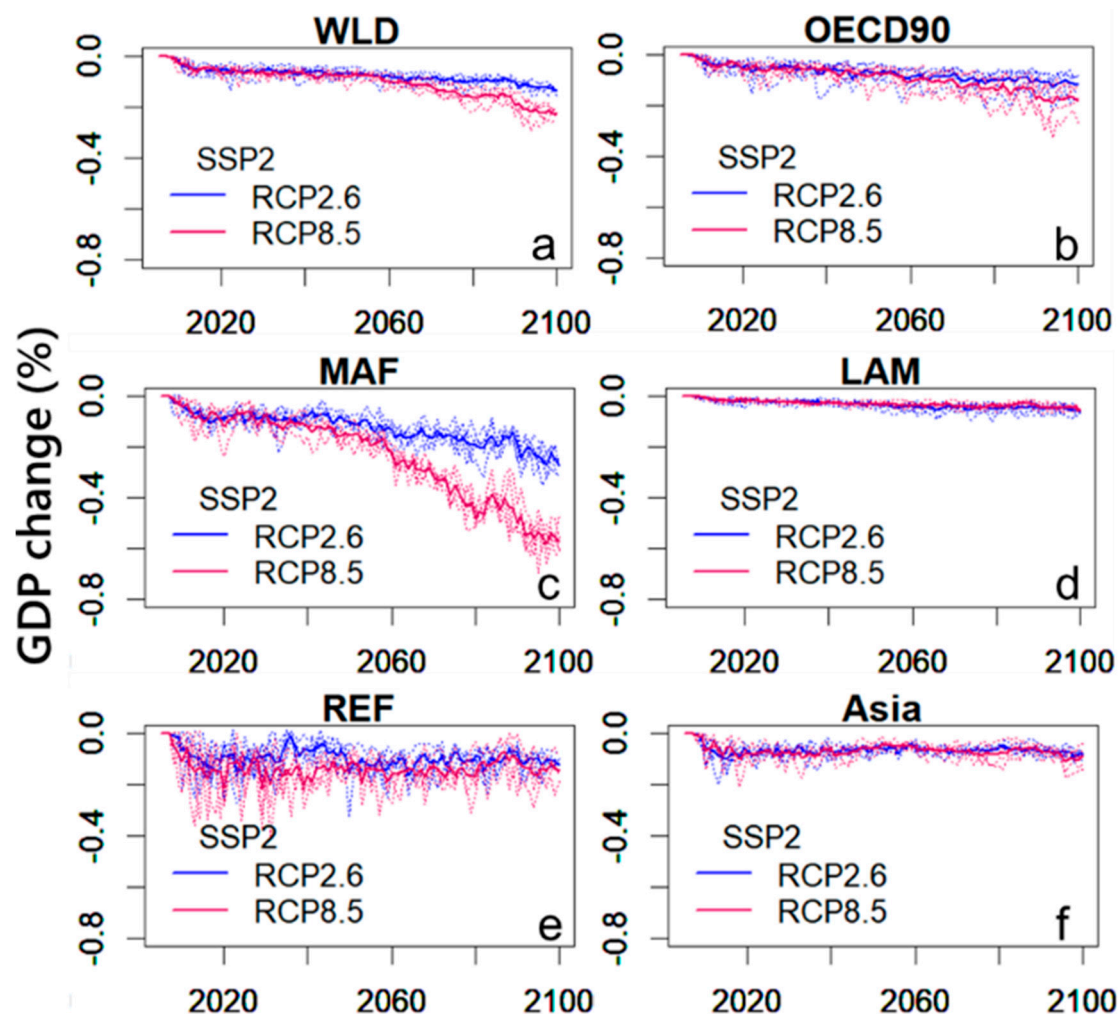 GDP change (%)
WLD
0.0
-0.4
-0.8
SSP2
RCP2.6
RCP8.5
a
2020 2060 2100
OECD90
0.0
-0.4
-0.8
SSP2
RCP2.6
RCP8.5
b
2020 2060 2100
MAF
0.0
-0.4
-0.8
SSP2
RCP2.6
RCP8.5
c
2020 2060 2100
LAM
0.0
-0.4
-0.8
SSP2
RCP2.6
RCP8.5
d
2020 2060 2100
REF
0.0
-0.4
-0.8
SSP2
RCP2.6
RCP8.5
e
2020 2060 2100
Asia
0.0
-0.4
-0.8
SSP2
RCP2.6
RCP8.5
f
2020 2060 2100